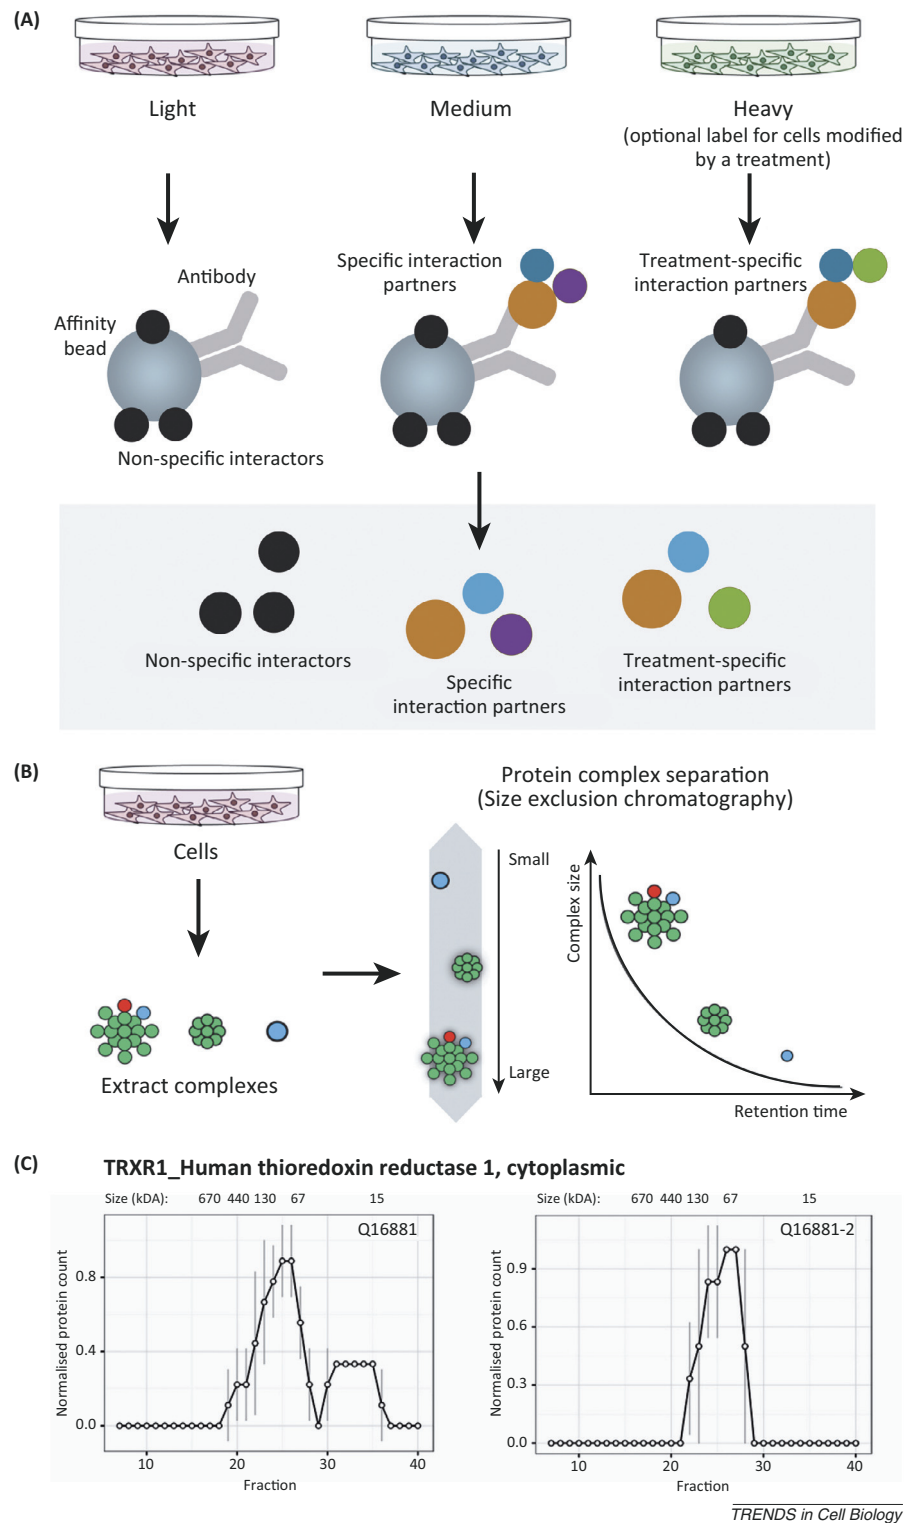 (A)
Light
Medium
Heavy
(optional label for cells modified
by a treatment)
Antibody
Affinity
bead
Non-specific interactors
Specific interaction
partners
Treatment-specific
interaction partners
Non-specific interactors
Specific
interaction partners
Treatment-specific
interaction partners
(B)
Cells
Extract complexes
Protein complex separation
(Size exclusion chromatography)
Small
Large
Complex size
Retention time
(C)
TRXR1_Human thioredoxin reductase 1, cytoplasmic
Size (kDA): 670 440 130 67 15
Q16881
Normalised protein count
0.8
0.4
0.0
10 20 30 40
Fraction
Size (kDA): 670 440 130 67 15
Q16881-2
Normalised protein count
0.9
0.6
0.3
0.0
10 20 30 40
Fraction
TRENDS in Cell Biology